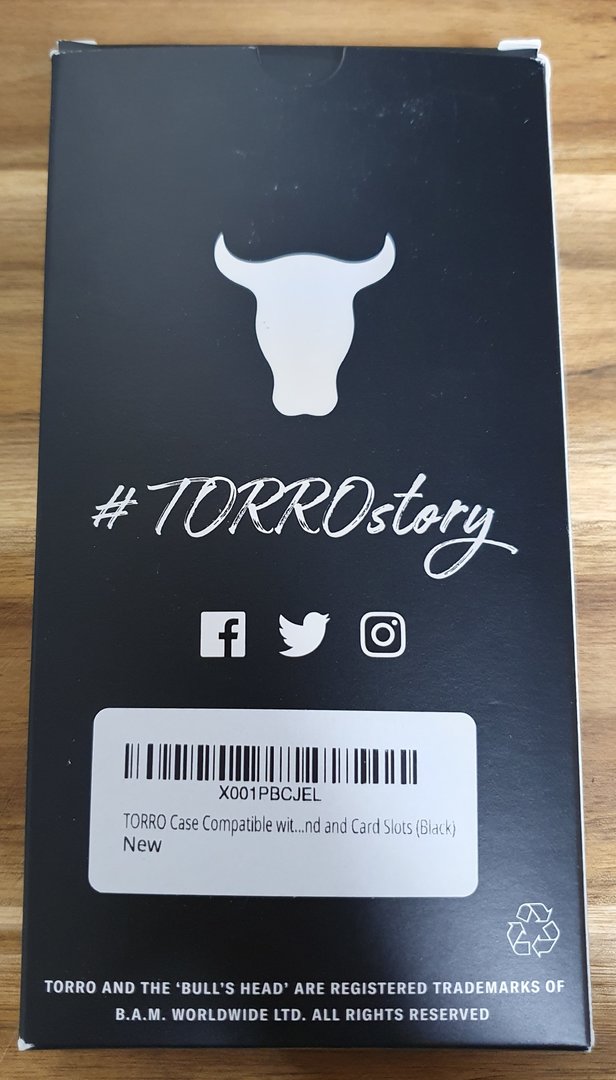 #TORROstory
X001PBCJEL
TORRO Case Compatible wit...nd and Card Slots (Black)
New
TORRO AND THE ‘BULL’S HEAD’ ARE REGISTERED TRADEMARKS OF
B.A.M. WORLDWIDE LTD. ALL RIGHTS RESERVED